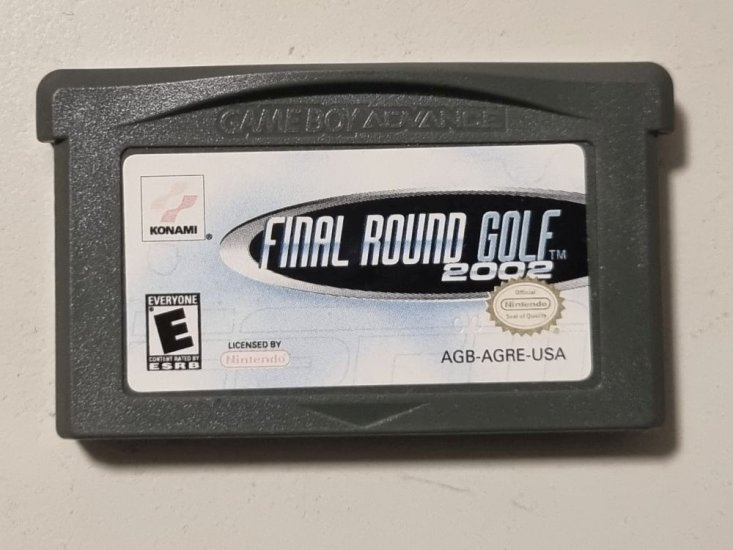 GAME BOY ADVANCE
KONAMI®
FINAL ROUND GOLF™
2002
Official
Nintendo
Seal of Quality
EVERYONE
E
CONTENT RATED BY
ESRB
LICENSED BY
Nintendo
AGB-AGRE-USA